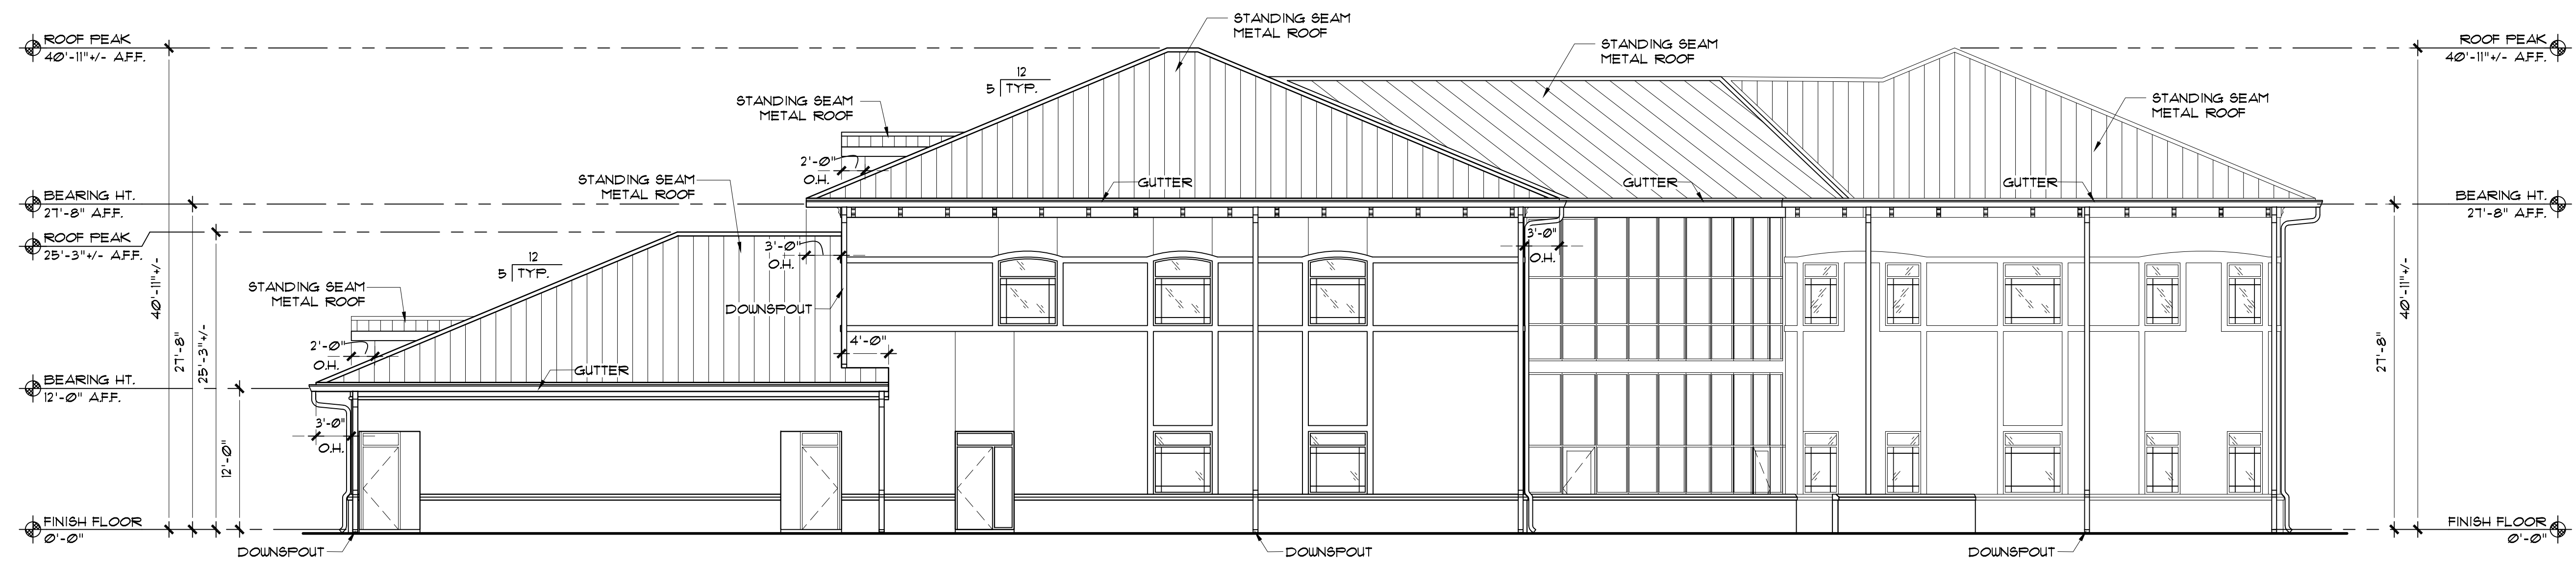 STANDING SEAM
METAL ROOF
ROOF PEAK
40'-11"+/- A.F.F.
STANDING SEAM
METAL ROOF
ROOF PEAK
40'-11"+/- A.F.F.
12
5 TYP.
STANDING SEAM
METAL ROOF
STANDING SEAM
METAL ROOF
2'-0"
O.H.
STANDING SEAM
METAL ROOF
GUTTER
GUTTER
GUTTER
BEARING HT.
27'-8" A.F.F.
BEARING HT.
27'-8" A.F.F.
ROOF PEAK
25'-3"+/- A.F.F.
3'-0"
O.H.
3'-0"
O.H.
12
5 TYP.
STANDING SEAM
METAL ROOF
DOWNSPOUT
40'-11"+/-
27'-8"
25'-3"+/-
40'-11"+/-
27'-8"
2'-0"
O.H.
4'-0"
GUTTER
BEARING HT.
12'-0" A.F.F.
3'-0"
O.H.
12'-0"
FINISH FLOOR
0'-0"
FINISH FLOOR
0'-0"
DOWNSPOUT
DOWNSPOUT
DOWNSPOUT